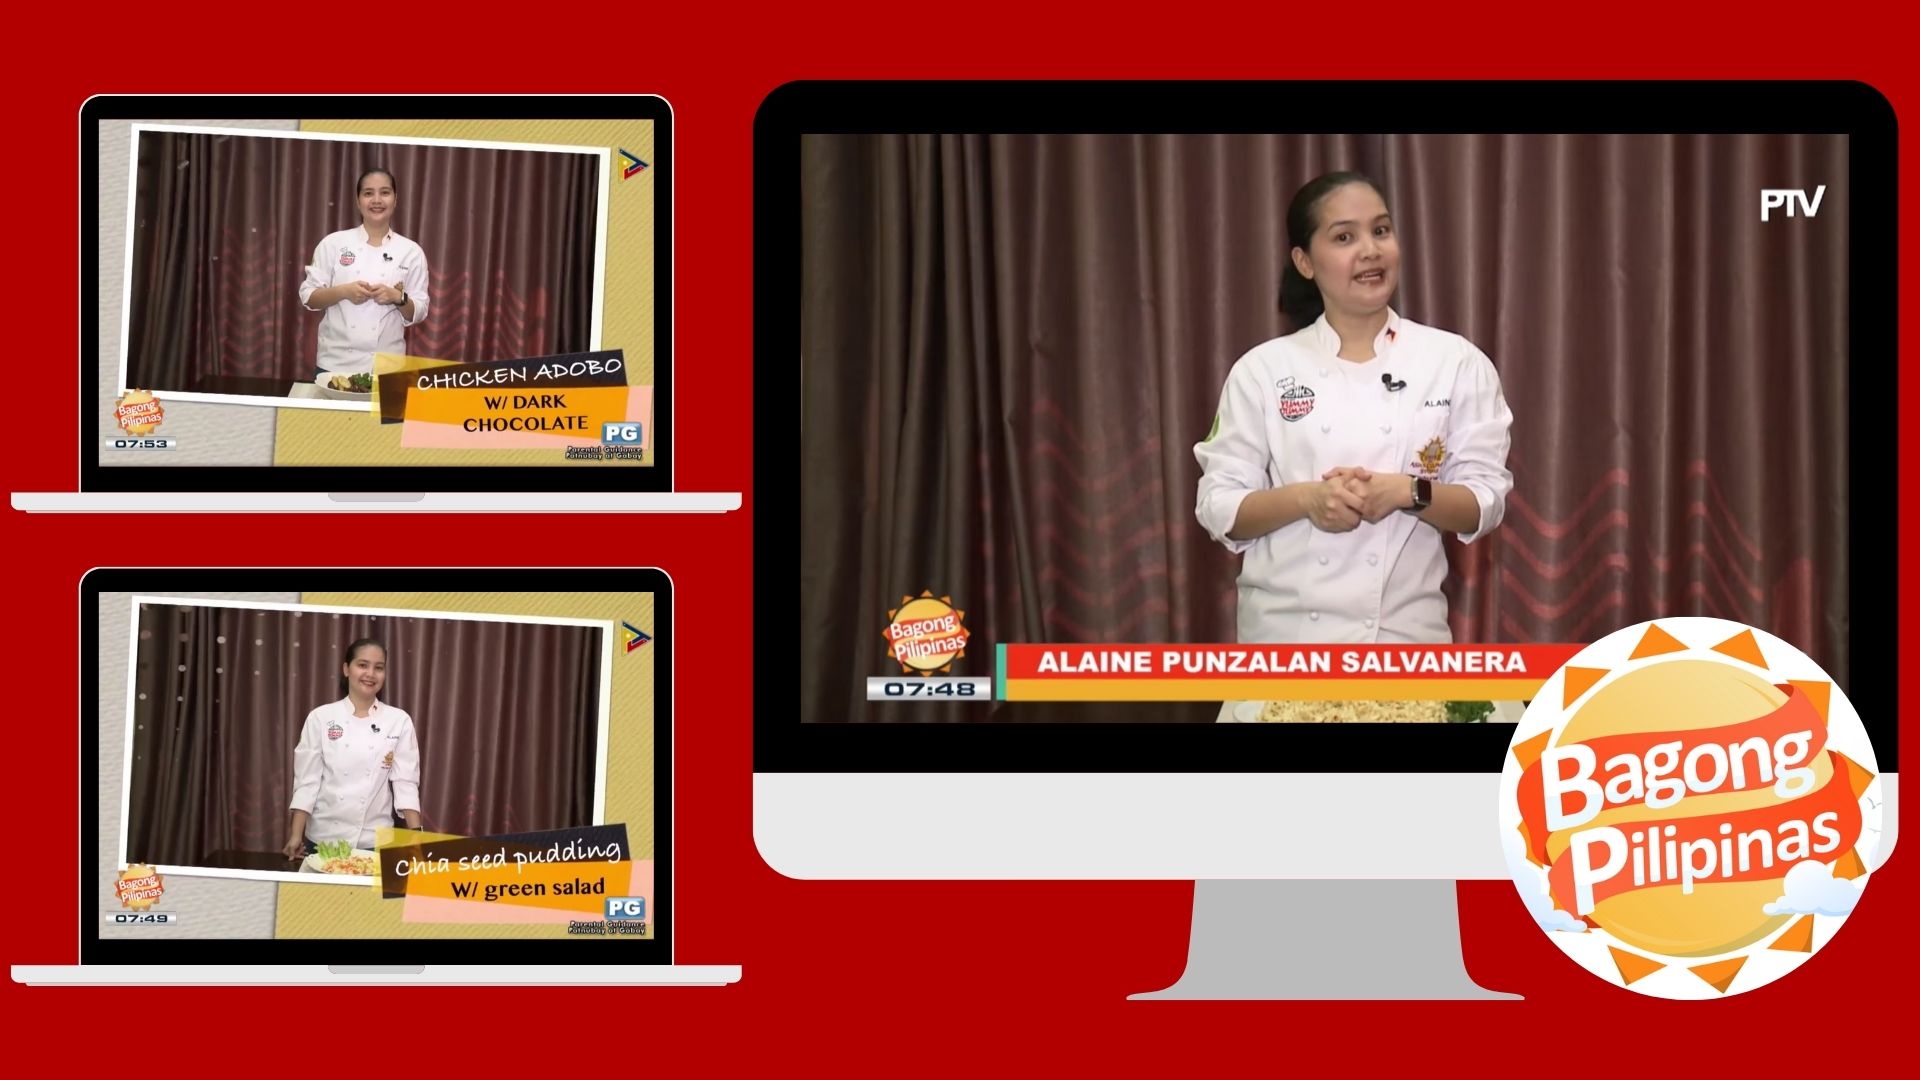 CHICKEN ADOBO
W/ DARK
CHOCOLATE
Bagong
Pilipinas
07:53
PG
Parental Guidance
Patnubay at Gabay
PTV
YUMMY
TUMMY
ALAIN
Bagong
Pilipinas
07:48
ALAINE PUNZALAN SALVANERA
Chia seed pudding
W/ green salad
Bagong
Pilipinas
07:49
PG
Parental Guidance
Patnubay at Gabay
Bagong
Pilipinas